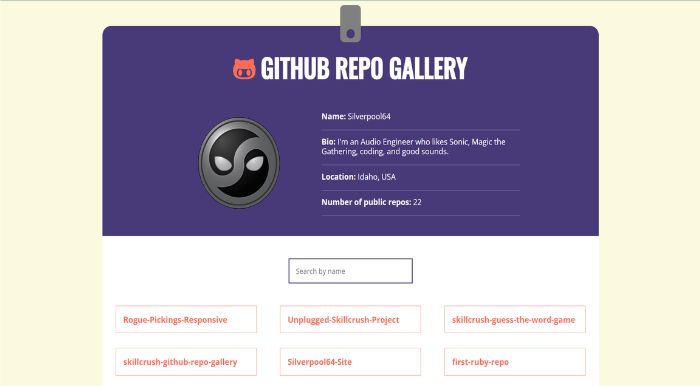 GITHUB REPO GALLERY
Name: Silverpool64
Bio: I'm an Audio Engineer who likes Sonic, Magic the
Gathering, coding, and good sounds.
Location: Idaho, USA
Number of public repos: 22
Search by name
Rogue-Pickings-Responsive
Unplugged-Skillcrush-Project
skillcrush-guess-the-word-game
skillcrush-github-repo-gallery
Silverpool64-Site
first-ruby-repo